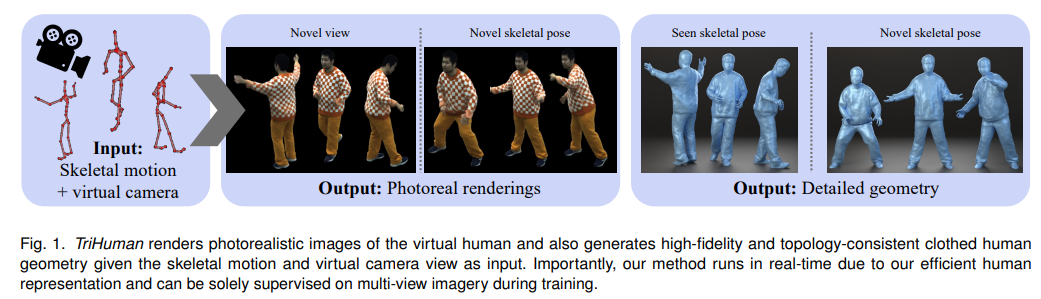 Input:
Skeletal motion
+ virtual camera
Novel view
Novel skeletal pose
Output: Photoreal renderings
Seen skeletal pose
Novel skeletal pose
Output: Detailed geometry
Fig. 1. TriHuman renders photorealistic images of the virtual human and also generates high-fidelity and topology-consistent clothed human
geometry given the skeletal motion and virtual camera view as input. Importantly, our method runs in real-time due to our efficient human
representation and can be solely supervised on multi-view imagery during training.